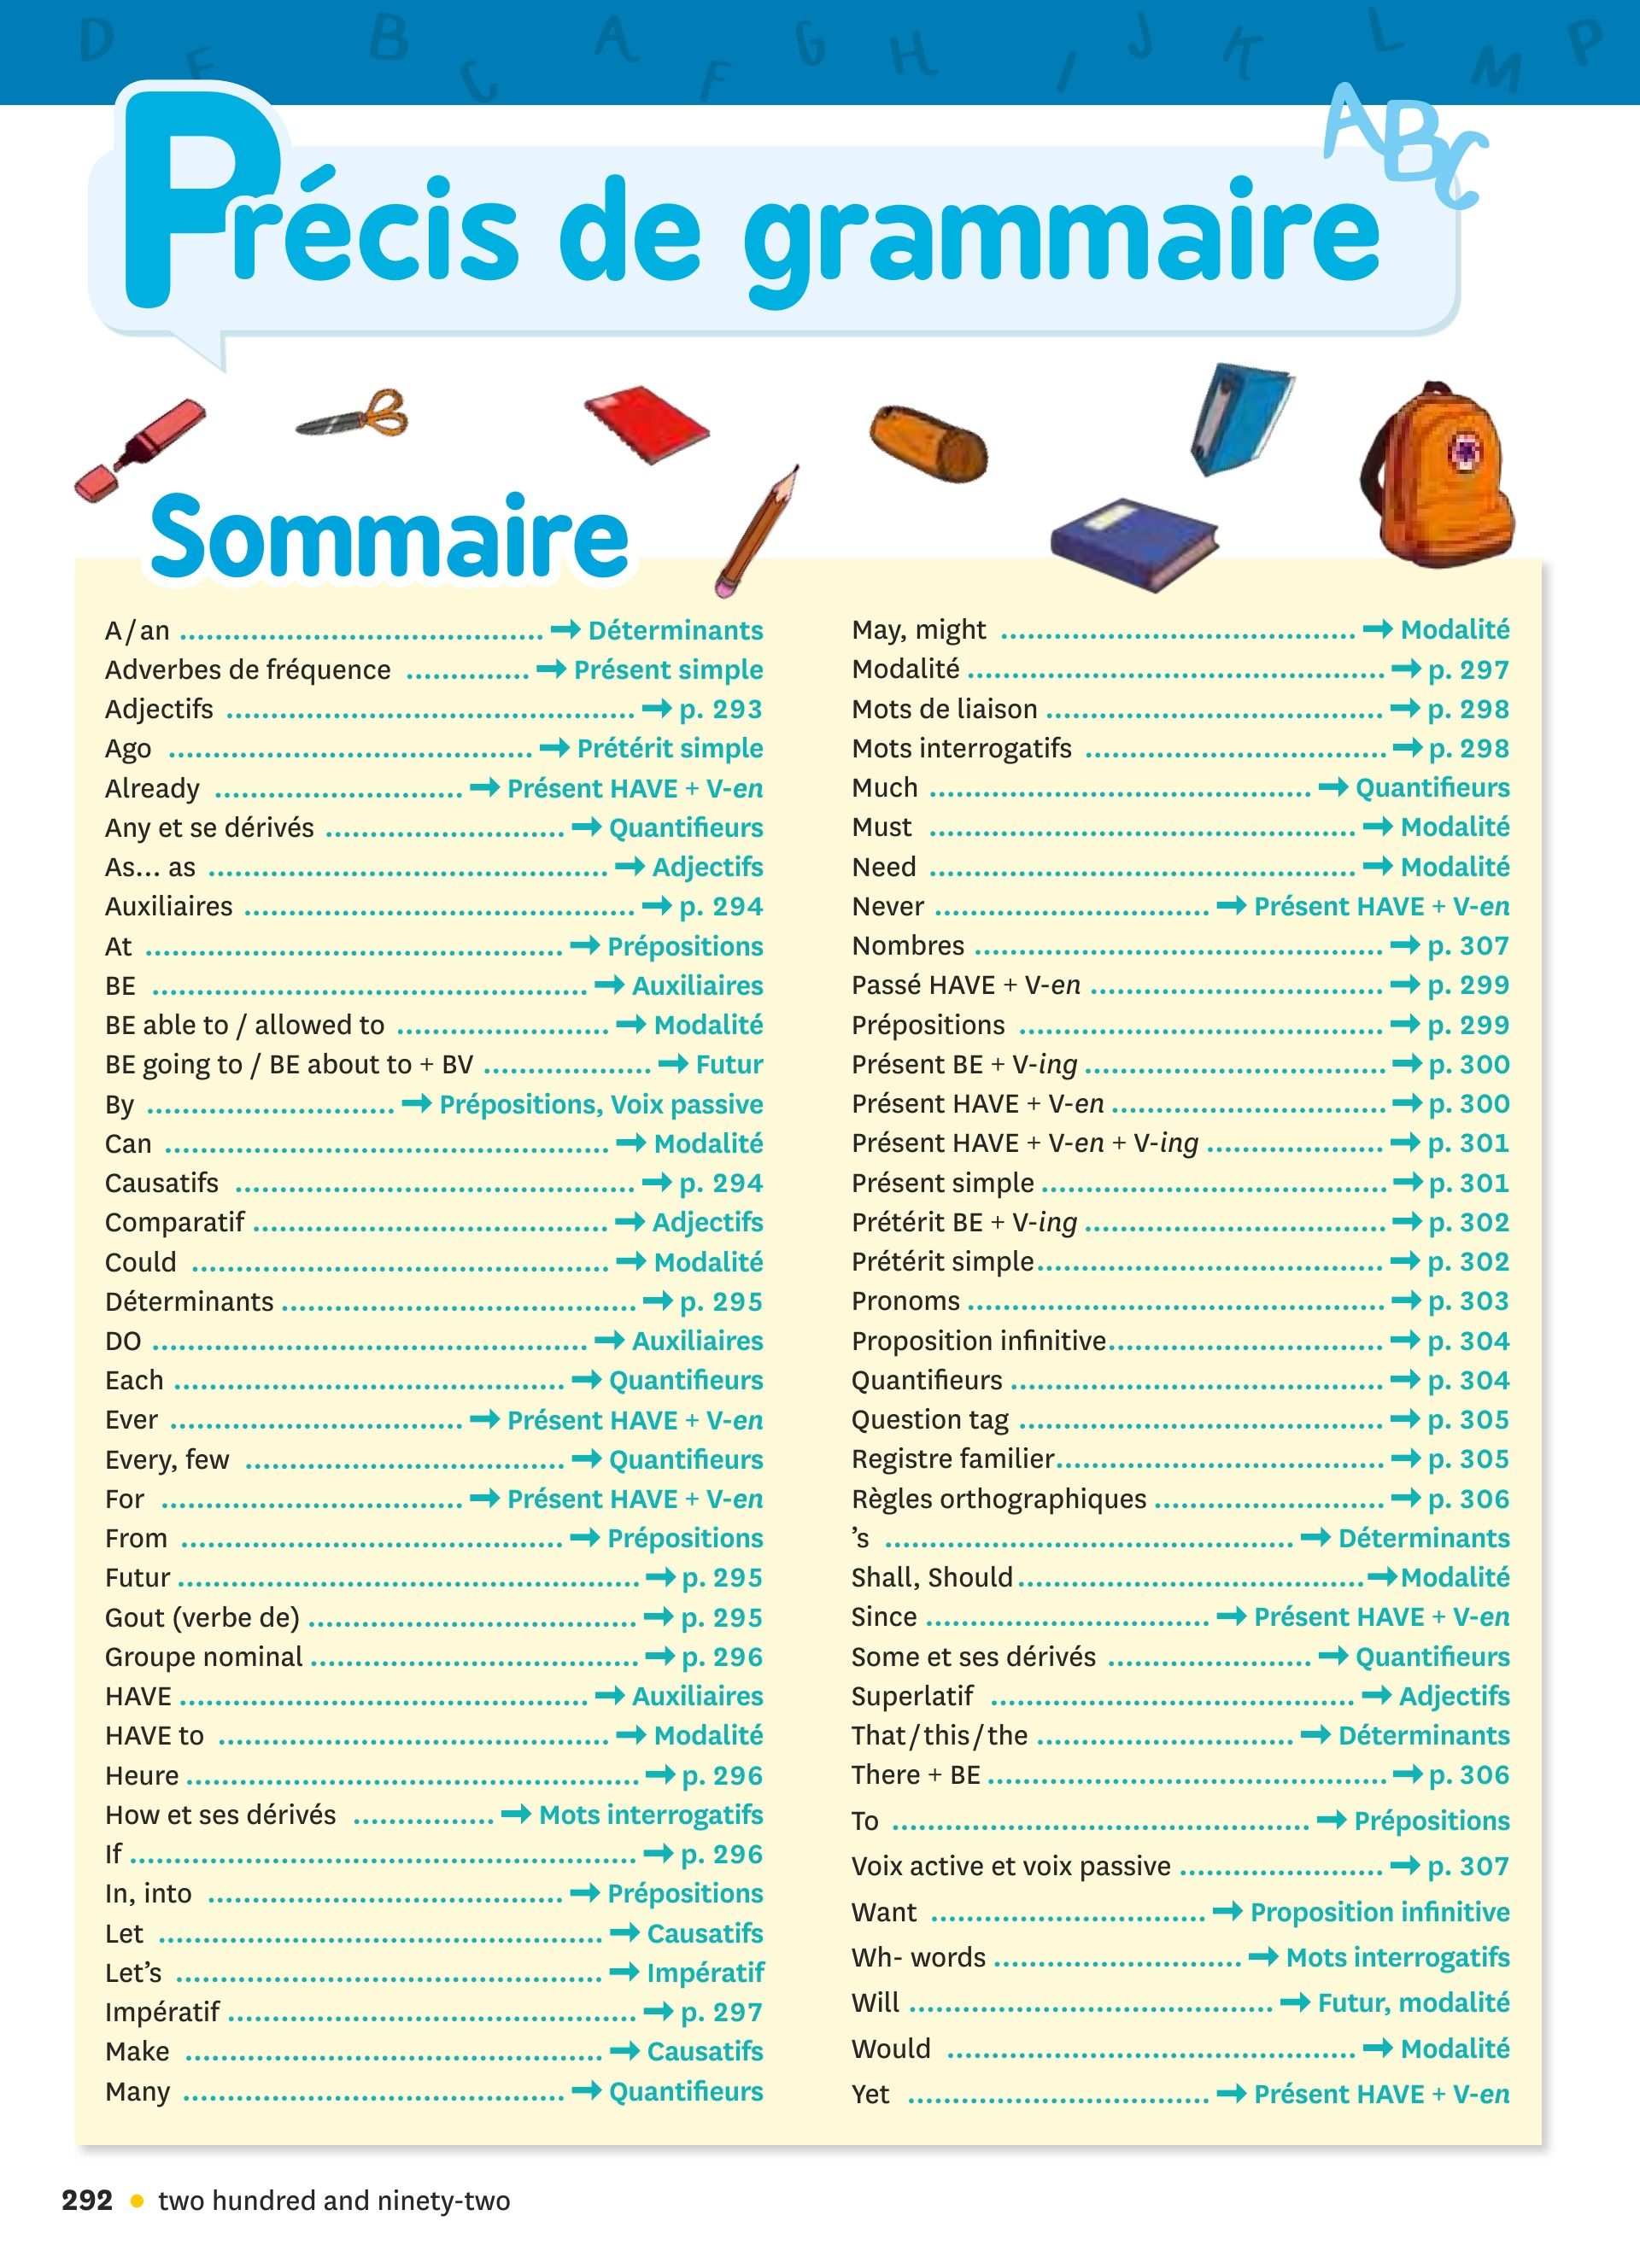 D E B C A F G H I J K L M P
ABC
Précis de grammaire
Sommaire
A/an ➞ Déterminants
Adverbes de fréquence ➞ Présent simple
Adjectifs ➞ p. 293
Ago ➞ Prétérit simple
Already ➞ Présent HAVE + V-en
Any et se dérivés ➞ Quantifieurs
As... as ➞ Adjectifs
Auxiliaires ➞ p. 294
At ➞ Prépositions
BE ➞ Auxiliaires
BE able to / allowed to ➞ Modalité
BE going to / BE about to + BV ➞ Futur
By ➞ Prépositions, Voix passive
Can ➞ Modalité
Causatifs ➞ p. 294
Comparatif ➞ Adjectifs
Could ➞ Modalité
Déterminants ➞ p. 295
DO ➞ Auxiliaires
Each ➞ Quantifieurs
Ever ➞ Présent HAVE + V-en
Every, few ➞ Quantifieurs
For ➞ Présent HAVE + V-en
From ➞ Prépositions
Futur ➞ p. 295
Gout (verbe de) ➞ p. 295
Groupe nominal ➞ p. 296
HAVE ➞ Auxiliaires
HAVE to ➞ Modalité
Heure ➞ p. 296
How et ses dérivés ➞ Mots interrogatifs
If ➞ p. 296
In, into ➞ Prépositions
Let ➞ Causatifs
Let’s ➞ Impératif
Impératif ➞ p. 297
Make ➞ Causatifs
Many ➞ Quantifieurs
May, might ➞ Modalité
Modalité ➞ p. 297
Mots de liaison ➞ p. 298
Mots interrogatifs ➞ p. 298
Much ➞ Quantifieurs
Must ➞ Modalité
Need ➞ Modalité
Never ➞ Présent HAVE + V-en
Nombres ➞ p. 307
Passé HAVE + V-en ➞ p. 299
Prépositions ➞ p. 299
Présent BE + V-ing ➞ p. 300
Présent HAVE + V-en ➞ p. 300
Présent HAVE + V-en + V-ing ➞ p. 301
Présent simple ➞ p. 301
Prétérit BE + V-ing ➞ p. 302
Prétérit simple ➞ p. 302
Pronoms ➞ p. 303
Proposition infinitive ➞ p. 304
Quantifieurs ➞ p. 304
Question tag ➞ p. 305
Registre familier ➞ p. 305
Règles orthographiques ➞ p. 306
’s ➞ Déterminants
Shall, Should ➞ Modalité
Since ➞ Présent HAVE + V-en
Some et ses dérivés ➞ Quantifieurs
Superlatif ➞ Adjectifs
That/this/the ➞ Déterminants
There + BE ➞ p. 306
To ➞ Prépositions
Voix active et voix passive ➞ p. 307
Want ➞ Proposition infinitive
Wh- words ➞ Mots interrogatifs
Will ➞ Futur, modalité
Would ➞ Modalité
Yet ➞ Présent HAVE + V-en
292 • two hundred and ninety-two